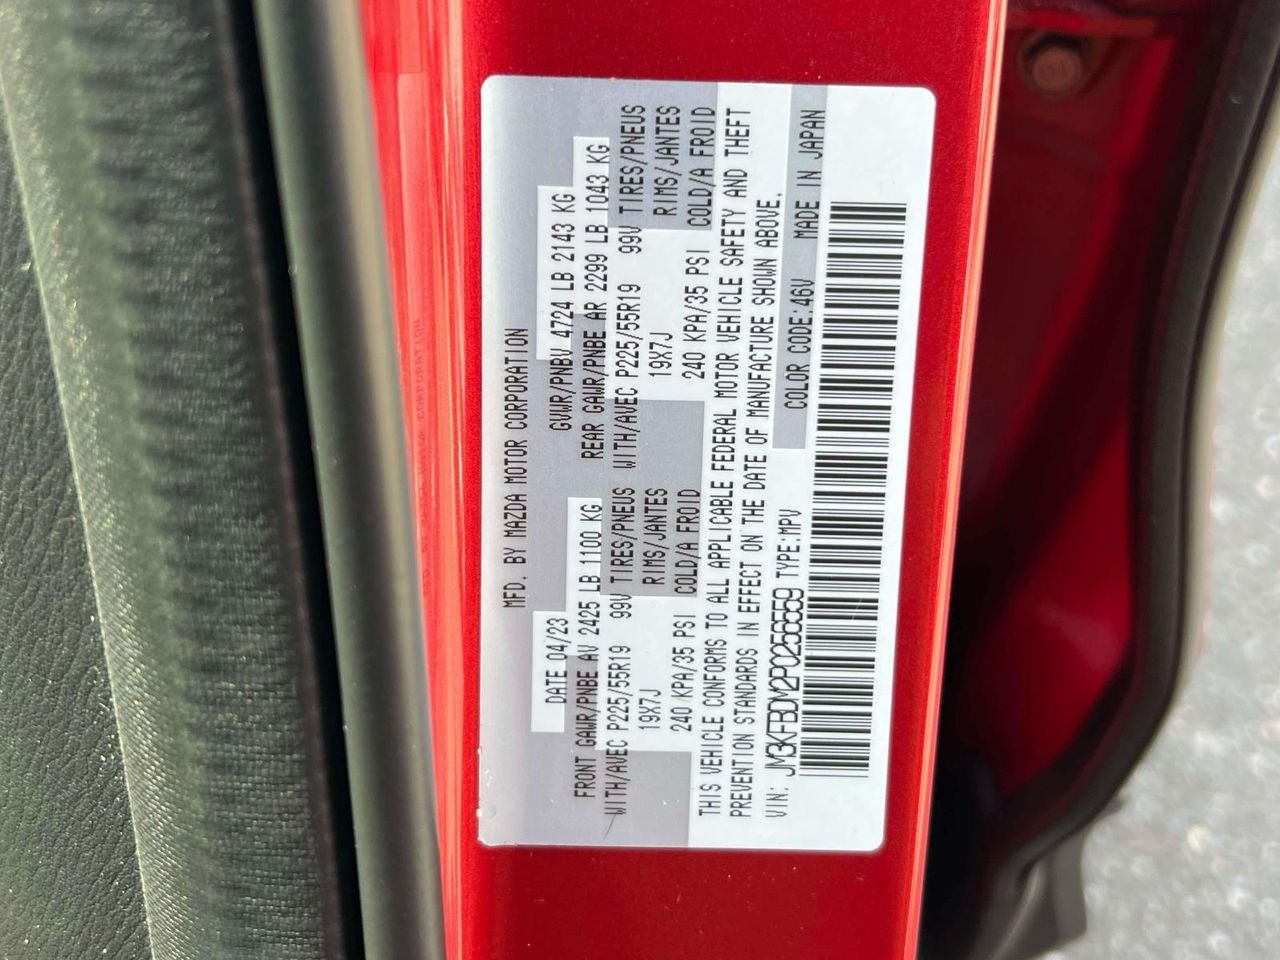 MFD. BY MAZDA MOTOR CORPORATION
DATE 04/23 GVWR/PNBV 4724 LB 2143 KG
FRONT GAWR/PNBE AV 2425 LB 1100 KG REAR GAWR/PNBE AR 2299 LB 1043 KG
WITH/AVEC P225/55R19 99V TIRES/PNEUS WITH/AVEC P225/55R19 99V TIRES/PNEUS
19X7J RIMS/JANTES 19X7J RIMS/JANTES
240 KPA/35 PSI COLD/A FROID 240 KPA/35 PSI COLD/A FROID
THIS VEHICLE CONFORMS TO ALL APPLICABLE FEDERAL MOTOR VEHICLE SAFETY AND THEFT
PREVENTION STANDARDS IN EFFECT ON THE DATE OF MANUFACTURE SHOWN ABOVE.
VIN: JM3KFBDM2P0256559 TYPE:MPV COLOR CODE:46V MADE IN JAPAN